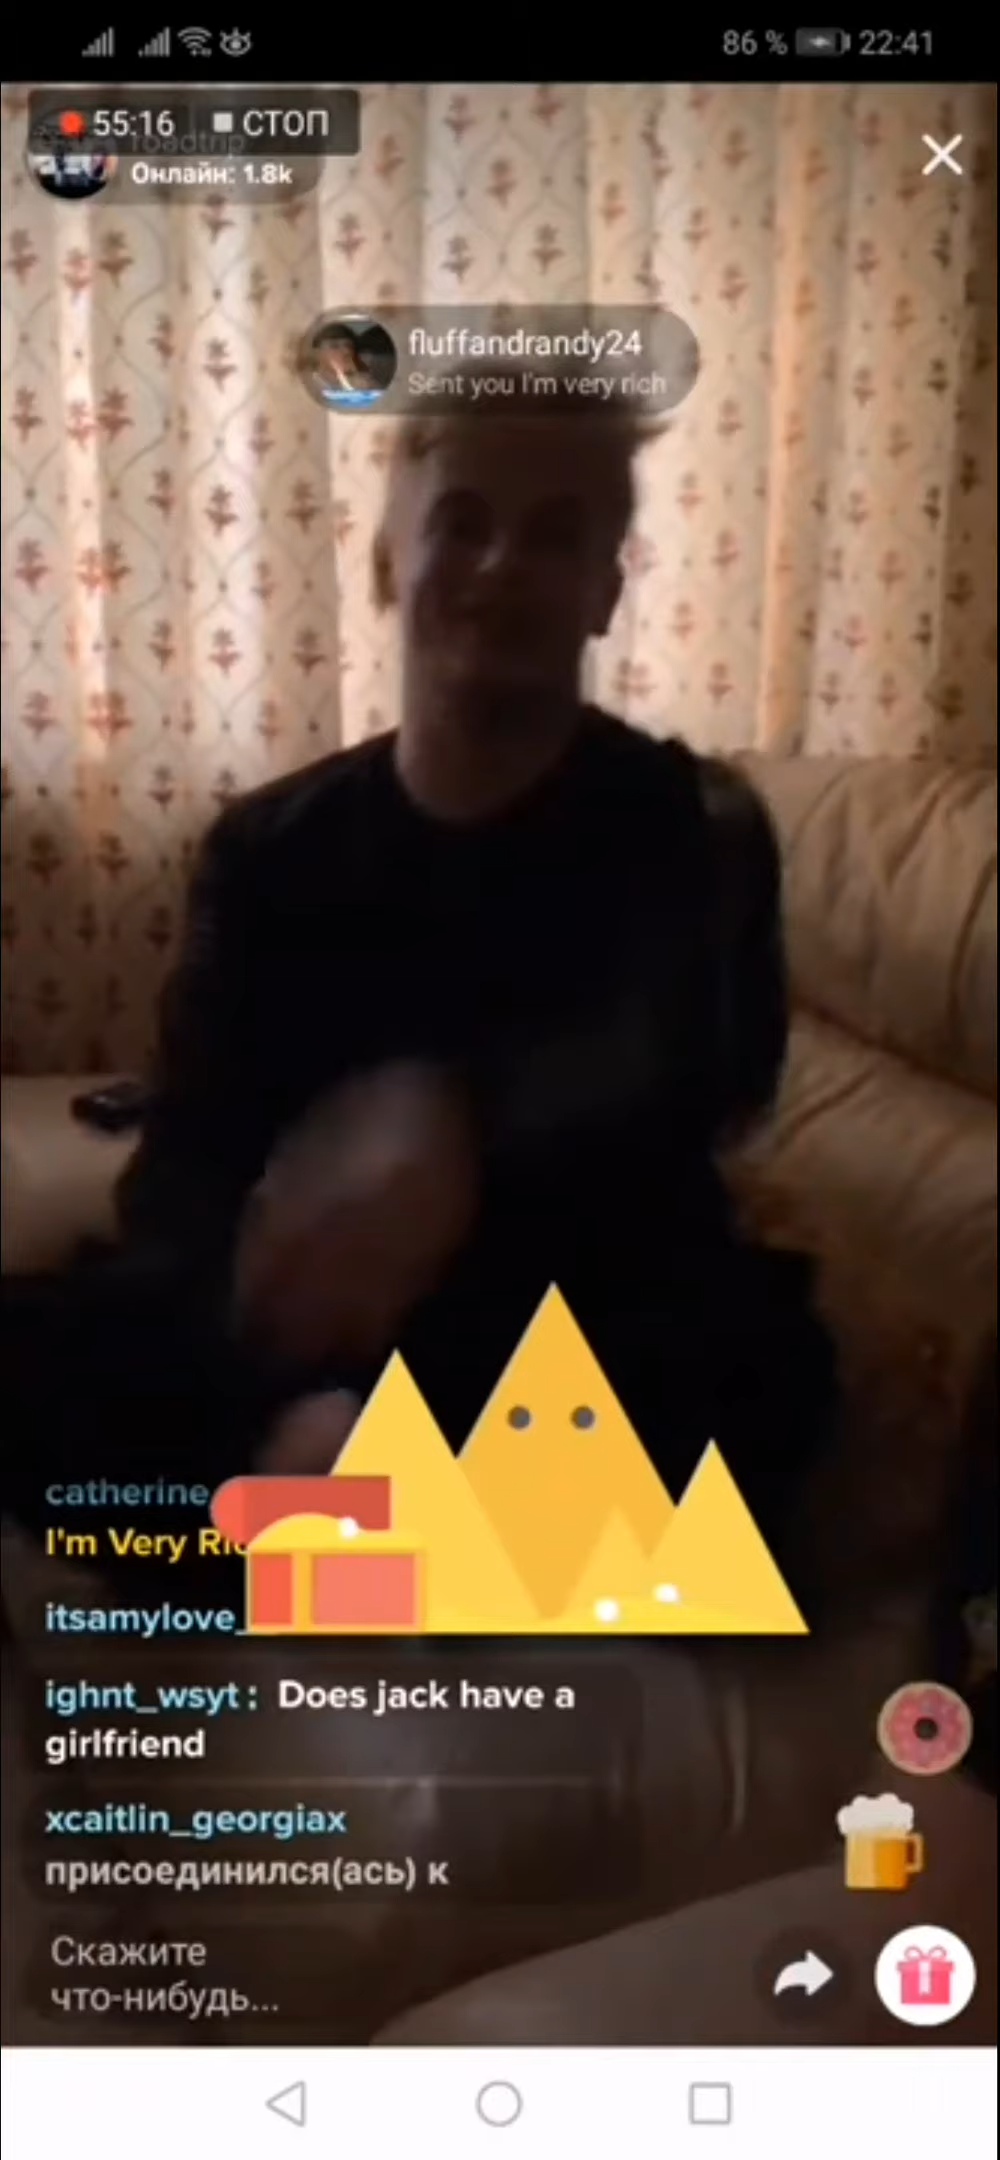 86 % 22:41
55:16 СТОП
roadtrip
Онлайн: 1.8k
fluffandrandy24
Sent you I'm very rich
catherine
I'm Very
itsamylove_
ighnt_wsyt : Does jack have a
girlfriend
xcaitlin_georgiax
присоединился(ась) к
Скажите
что-нибудь...